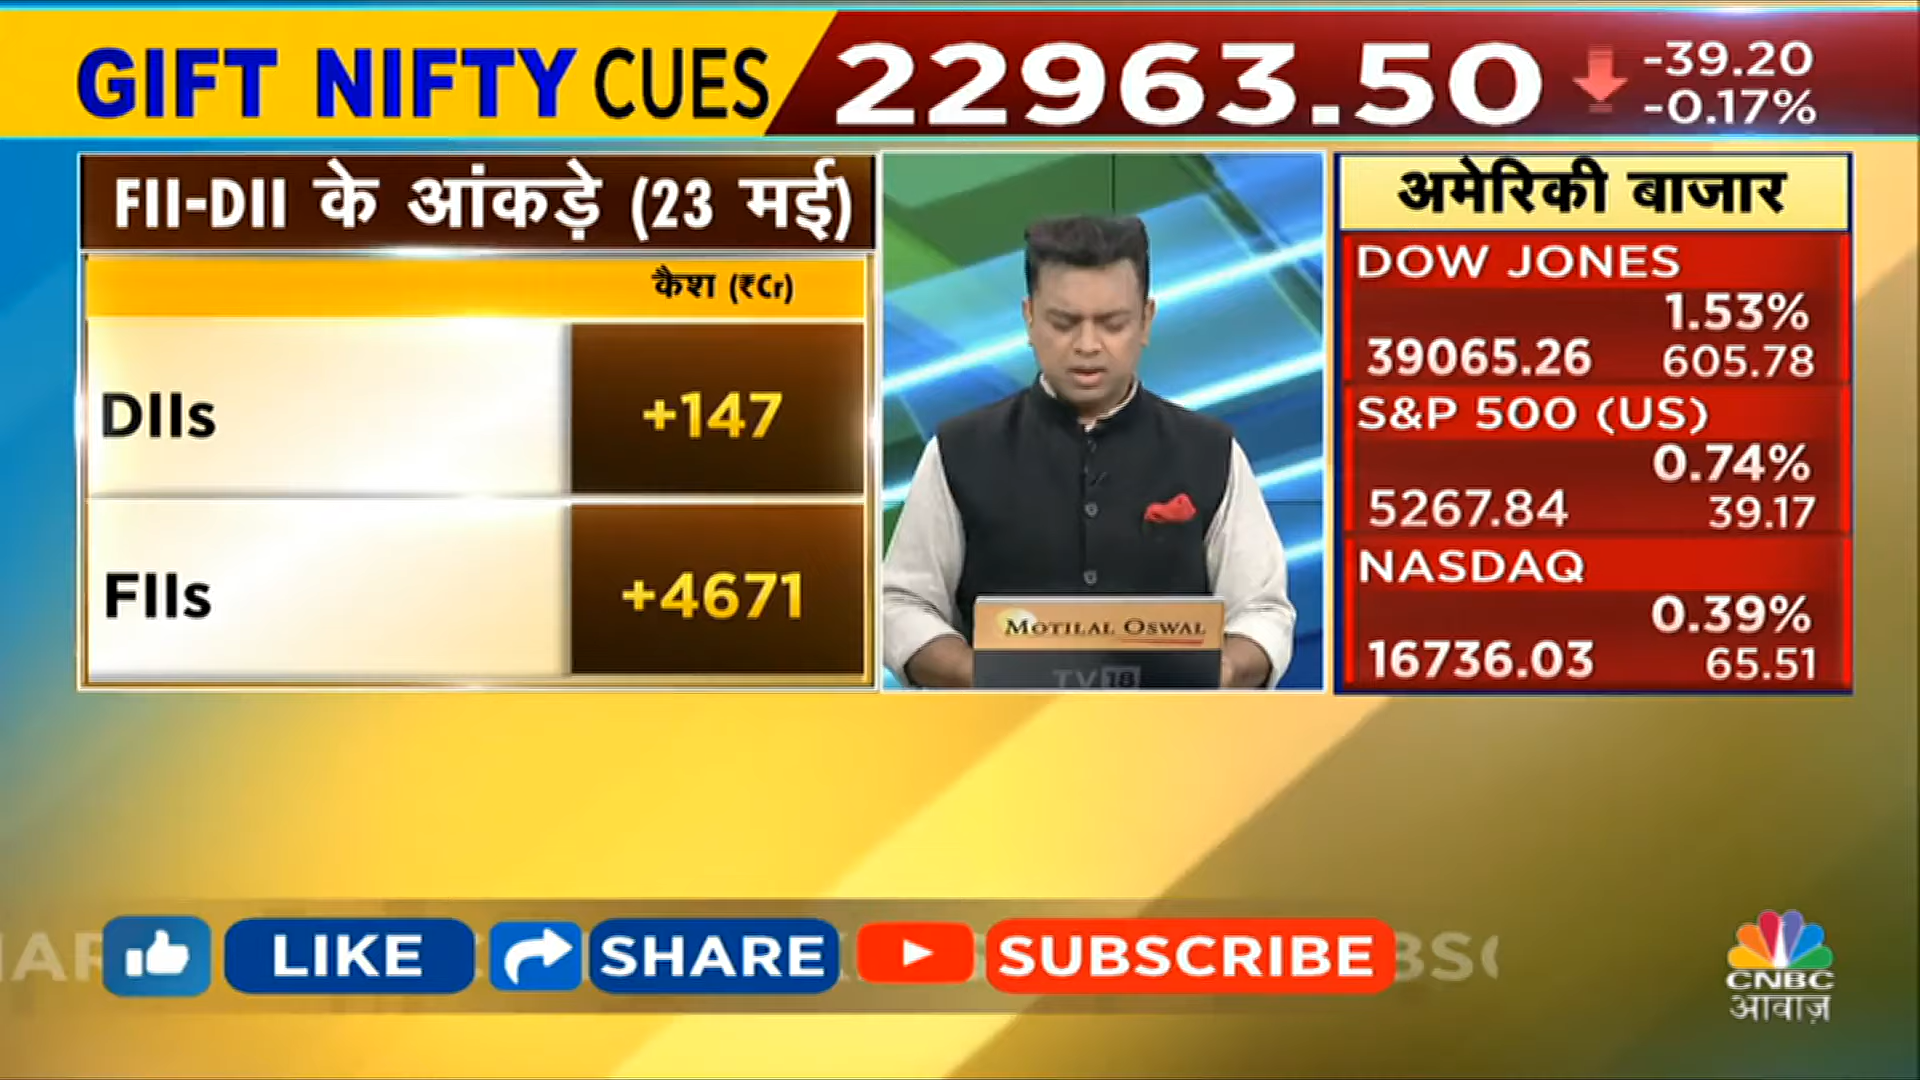 GIFT NIFTY CUES
22963.50
-39.20
-0.17%
FII-DII के आंकड़े (23 मई)
कैश (₹Cr)
DIIs +147
FIIs +4671
MOTILAL OSWAL
TV18
अमेरिकी बाजार
DOW JONES
1.53%
39065.26 605.78
S&P 500 (US)
0.74%
5267.84 39.17
NASDAQ
0.39%
16736.03 65.51
LIKE SHARE SUBSCRIBE
CNBC
आवाज़